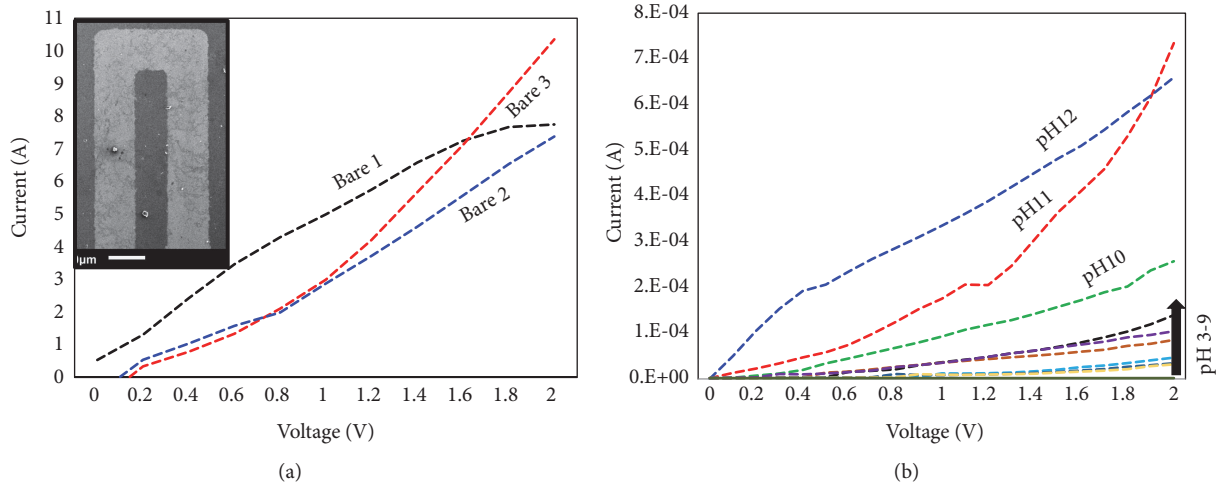 11
10
9
8
7
6
5
4
3
2
1
0
Current (A)
Bare 1
Bare 2
Bare 3
μm
0 0.2 0.4 0.6 0.8 1 1.2 1.4 1.6 1.8 2
Voltage (V)
(a)
8.E-04
7.E-04
6.E-04
5.E-04
4.E-04
3.E-04
2.E-04
1.E-04
0.E+00
Current (A)
pH12
pH11
pH10
pH 3-9
0 0.2 0.4 0.6 0.8 1 1.2 1.4 1.6 1.8 2
Voltage (V)
(b)